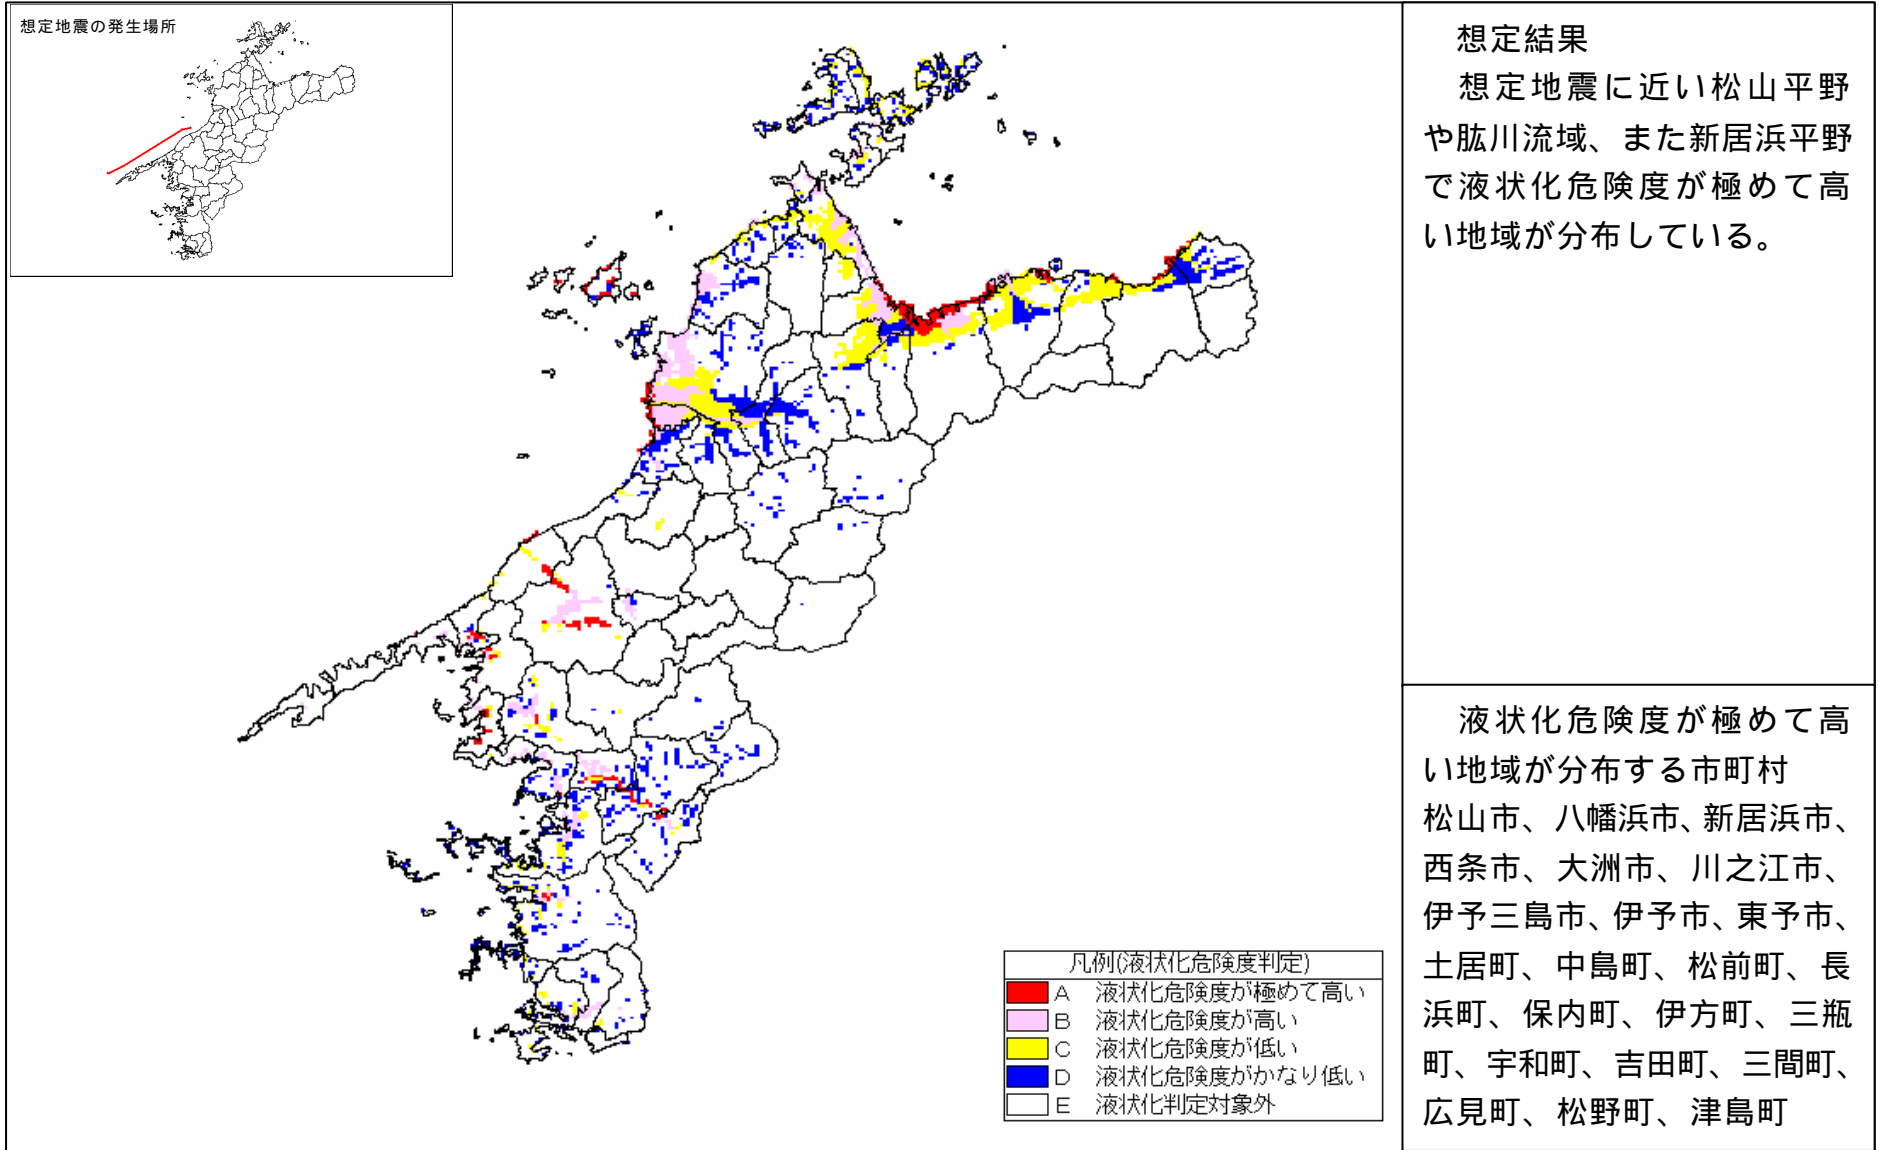 想定地震の発生場所
想定結果
想定地震に近い松山平野
や肱川流域、また新居浜平野
で液状化危険度が極めて高
い地域が分布している。
液状化危険度が極めて高
い地域が分布する市町村
松山市、八幡浜市、新居浜市、
西条市、大洲市、川之江市、
伊予三島市、伊予市、東予市、
土居町、中島町、松前町、長
浜町、保内町、伊方町、三瓶
町、宇和町、吉田町、三間町、
広見町、松野町、津島町
凡例(液状化危険度判定)
A 液状化危険度が極めて高い
B 液状化危険度が高い
C 液状化危険度が低い
D 液状化危険度がかなり低い
E 液状化判定対象外